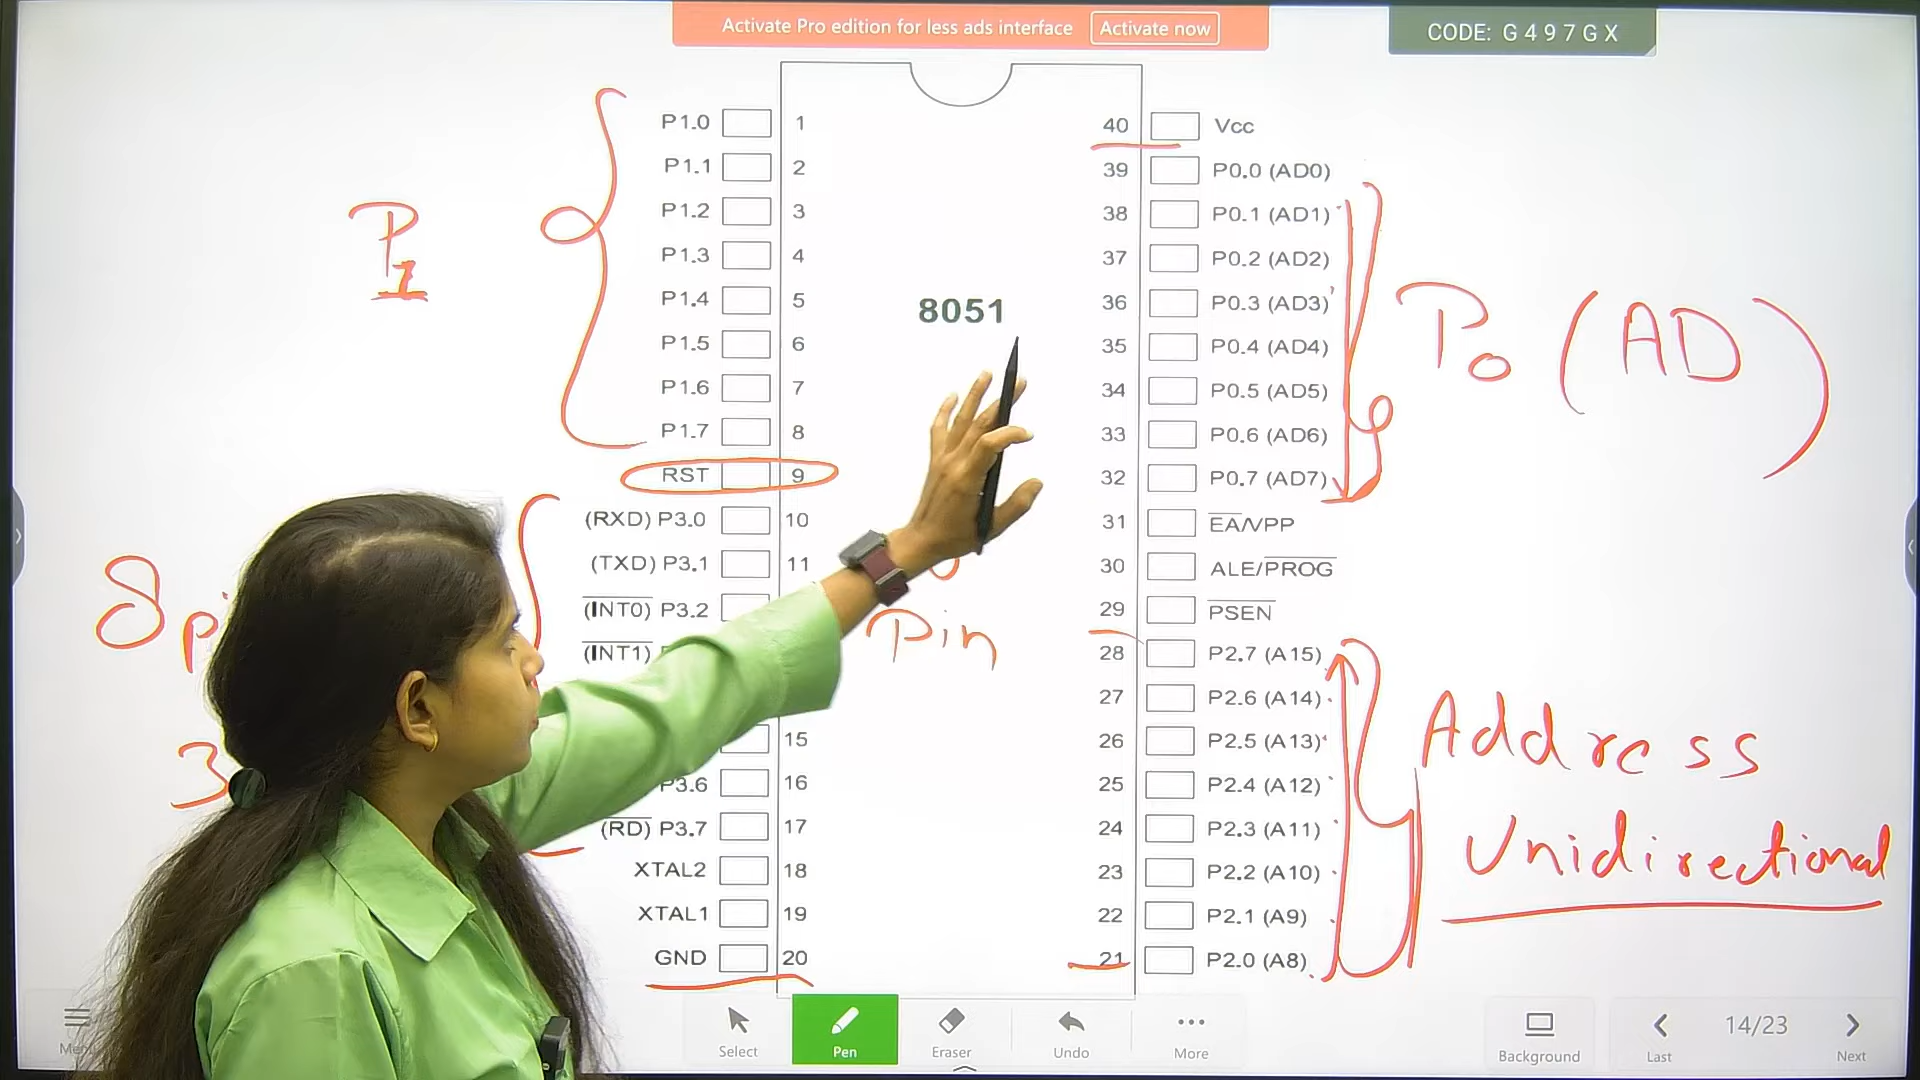 Activate Pro edition for less ads interface Activate now
CODE: G497GX
P1.0 1
P1.1 2
P1.2 3
P1.3 4
P1.4 5
P1.5 6
P1.6 7
P1.7 8
RST 9
(RXD) P3.0 10
(TXD) P3.1 11
(INT0) P3.2
(INT1)
15
P3.6 16
(RD) P3.7 17
XTAL2 18
XTAL1 19
GND 20
P1
8051
Pin
40 Vcc
39 P0.0 (AD0)
38 P0.1 (AD1)
37 P0.2 (AD2)
36 P0.3 (AD3)
35 P0.4 (AD4)
34 P0.5 (AD5)
33 P0.6 (AD6)
32 P0.7 (AD7)
31 EA/VPP
30 ALE/PROG
29 PSEN
28 P2.7 (A15)
27 P2.6 (A14)
26 P2.5 (A13)
25 P2.4 (A12)
24 P2.3 (A11)
23 P2.2 (A10)
22 P2.1 (A9)
21 P2.0 (A8)
P0 (AD)
Address
Unidirectional
8
3
Select
Pen
Eraser
Undo
More
Background
Last
14/23
Next